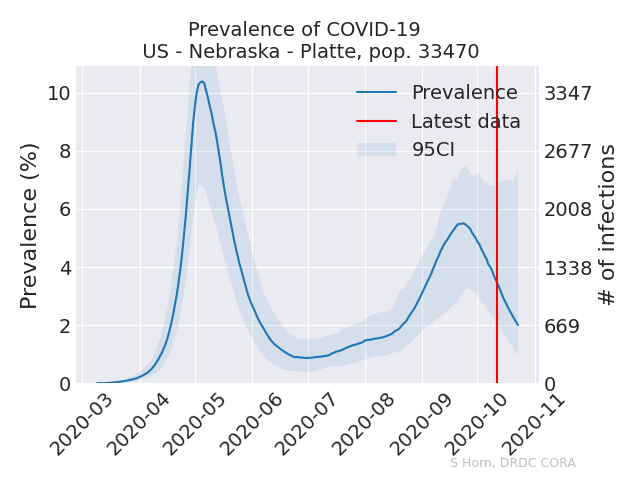 Prevalence of COVID-19
US - Nebraska - Platte, pop. 33470
Prevalence (%)
10
8
6
4
2
0
Prevalence
Latest data
95CI
3347
2677
2008
1338
669
0
# of infections
2020-03
2020-04
2020-05
2020-06
2020-07
2020-08
2020-09
2020-10
2020-11
S Horn, DRDC CORA